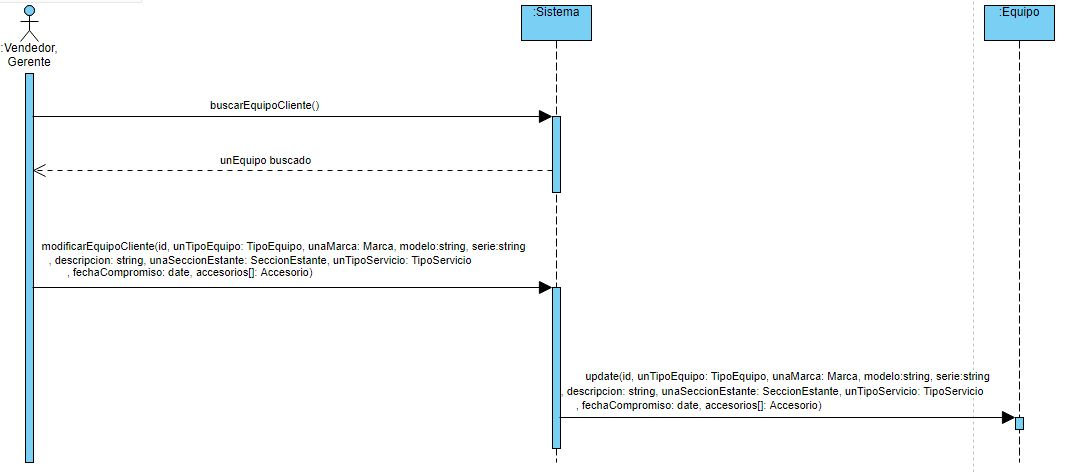 :Sistema
:Equipo
:Vendedor,
Gerente
buscarEquipoCliente()
unEquipo buscado
modificarEquipoCliente(id, unTipoEquipo: TipoEquipo, unaMarca: Marca, modelo:string, serie:string
, descripcion: string, unaSeccionEstante: SeccionEstante, unTipoServicio: TipoServicio
, fechaCompromiso: date, accesorios[]: Accesorio)
update(id, unTipoEquipo: TipoEquipo, unaMarca: Marca, modelo:string, serie:string
, descripcion: string, unaSeccionEstante: SeccionEstante, unTipoServicio: TipoServicio
, fechaCompromiso: date, accesorios[]: Accesorio)